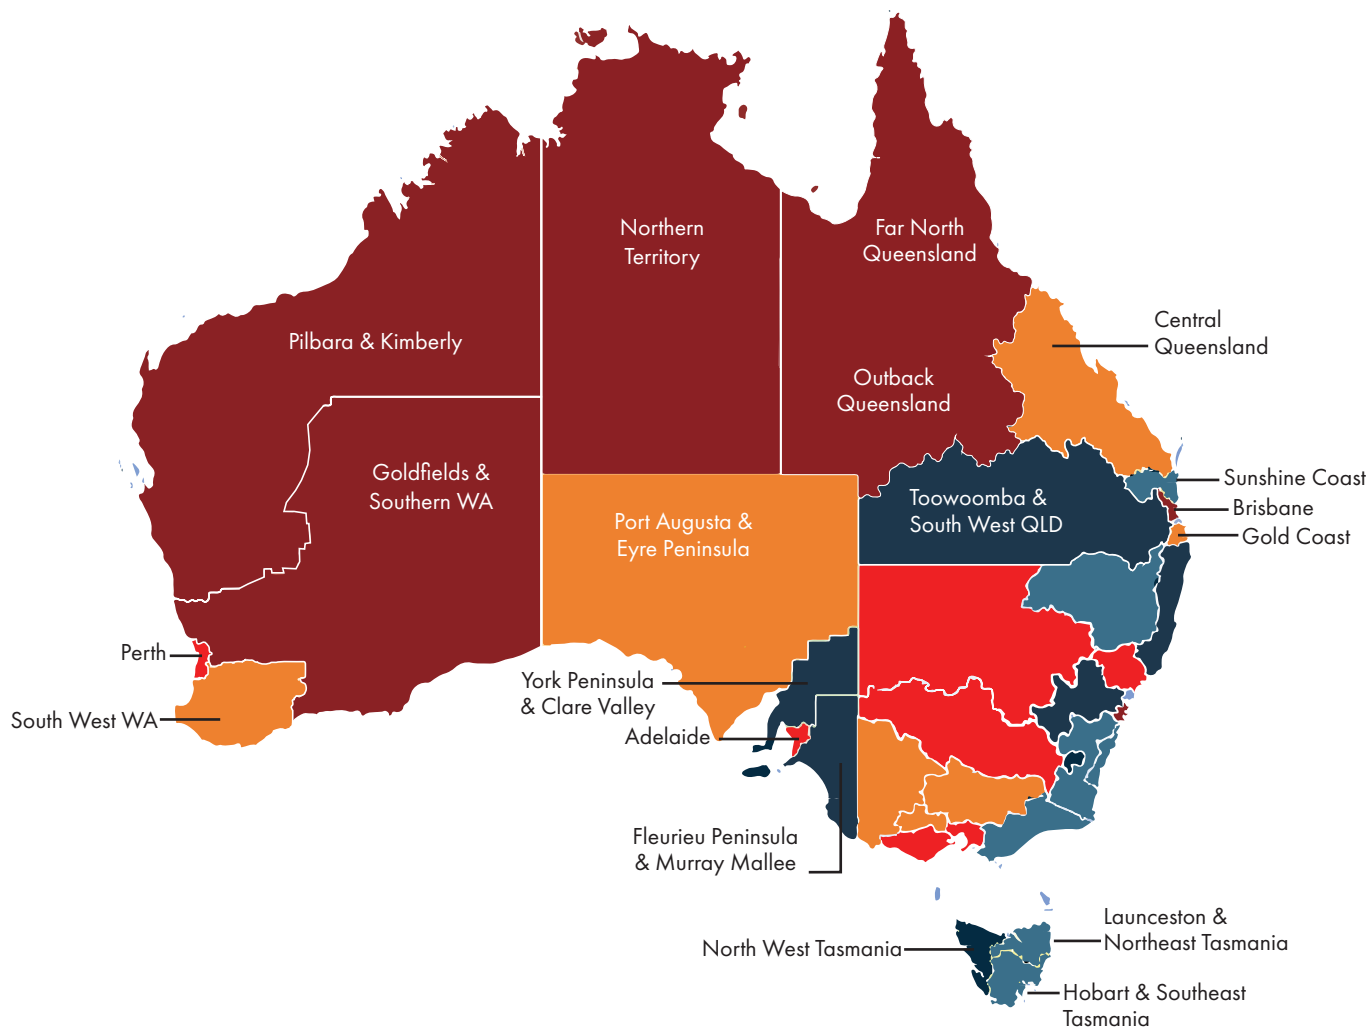 Northern
Territory
Far North
Queensland
Central
Queensland
Pilbara & Kimberly
Outback
Queensland
Goldfields &
Southern WA
Sunshine Coast
Toowoomba &
South West QLD
Brisbane
Port Augusta &
Eyre Peninsula
Gold Coast
Perth
York Peninsula
& Clare Valley
South West WA
Adelaide
Fleurieu Peninsula
& Murray Mallee
Launceston &
Northeast Tasmania
North West Tasmania
Hobart & Southeast
Tasmania